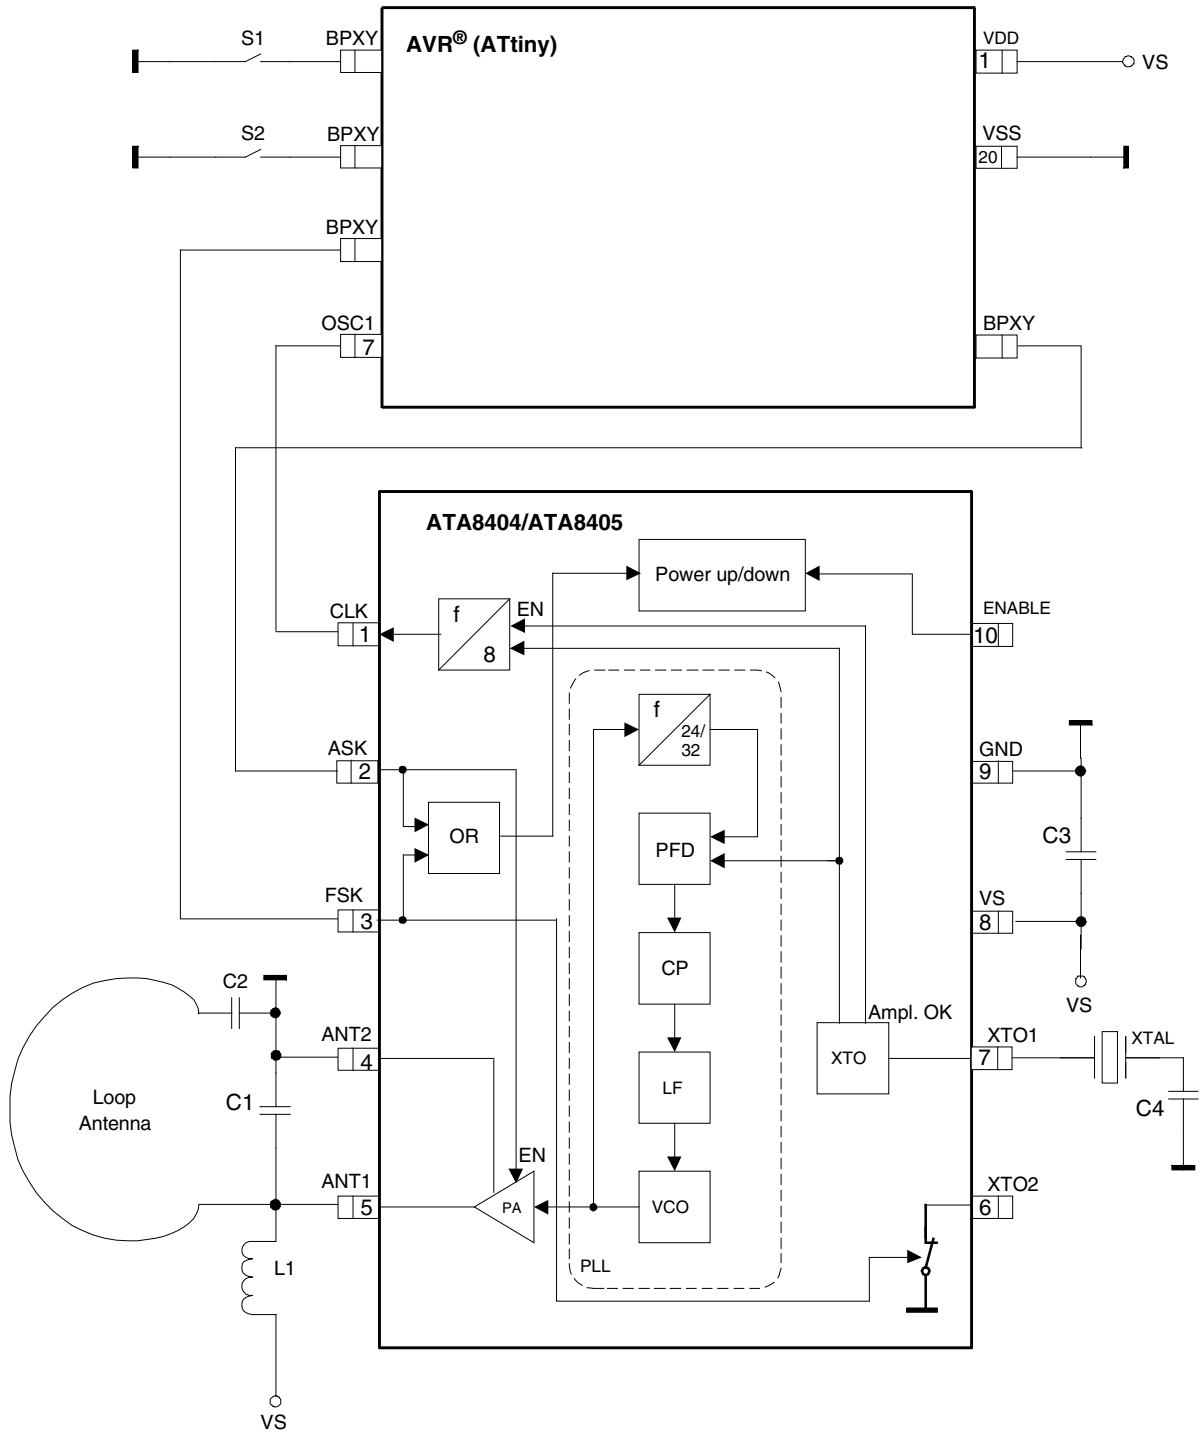 S1
BPXY
AVR® (ATtiny)
VDD
1
VS
S2
BPXY
VSS
20
BPXY
OSC1
7
BPXY
ATA8404/ATA8405
Power up/down
CLK
1
f
8
EN
ENABLE
10
f
24/
32
ASK
2
GND
9
OR
PFD
C3
FSK
3
VS
8
CP
C2
VS
Ampl. OK
ANT2
4
XTO
XTO1
7
XTAL
Loop
Antenna
C1
LF
C4
EN
ANT1
5
PA
VCO
XTO2
6
L1
PLL
VS